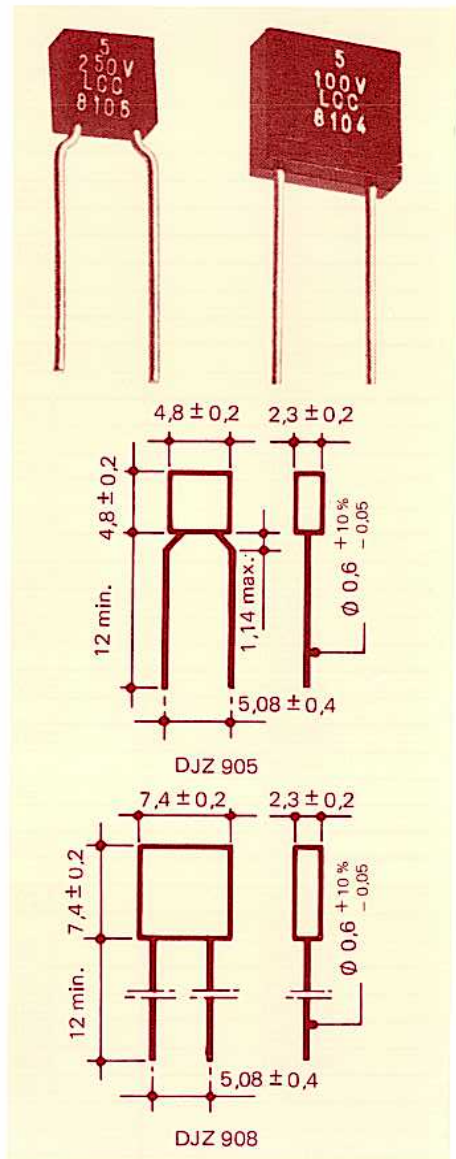 5
250V
LCC
8105
5
100V
LCC
8104
4,8 ± 0,2
2,3 ± 0,2
4,8 ± 0,2
12 min.
1,14 max.
Ø 0,6 +10% -0,05
5,08 ± 0,4
DJZ 905
7,4 ± 0,2
2,3 ± 0,2
7,4 ± 0,2
12 min.
Ø 0,6 +10% -0,05
5,08 ± 0,4
DJZ 908